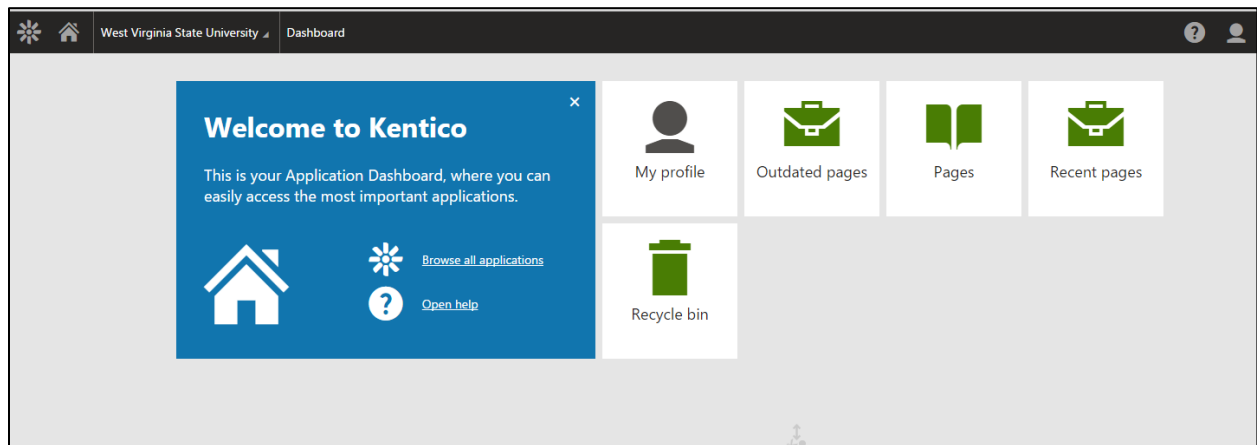 West Virginia State University
Dashboard
Welcome to Kentico
This is your Application Dashboard, where you can
easily access the most important applications.
Browse all applications
? Open help
My profile
Outdated pages
Pages
Recent pages
Recycle bin